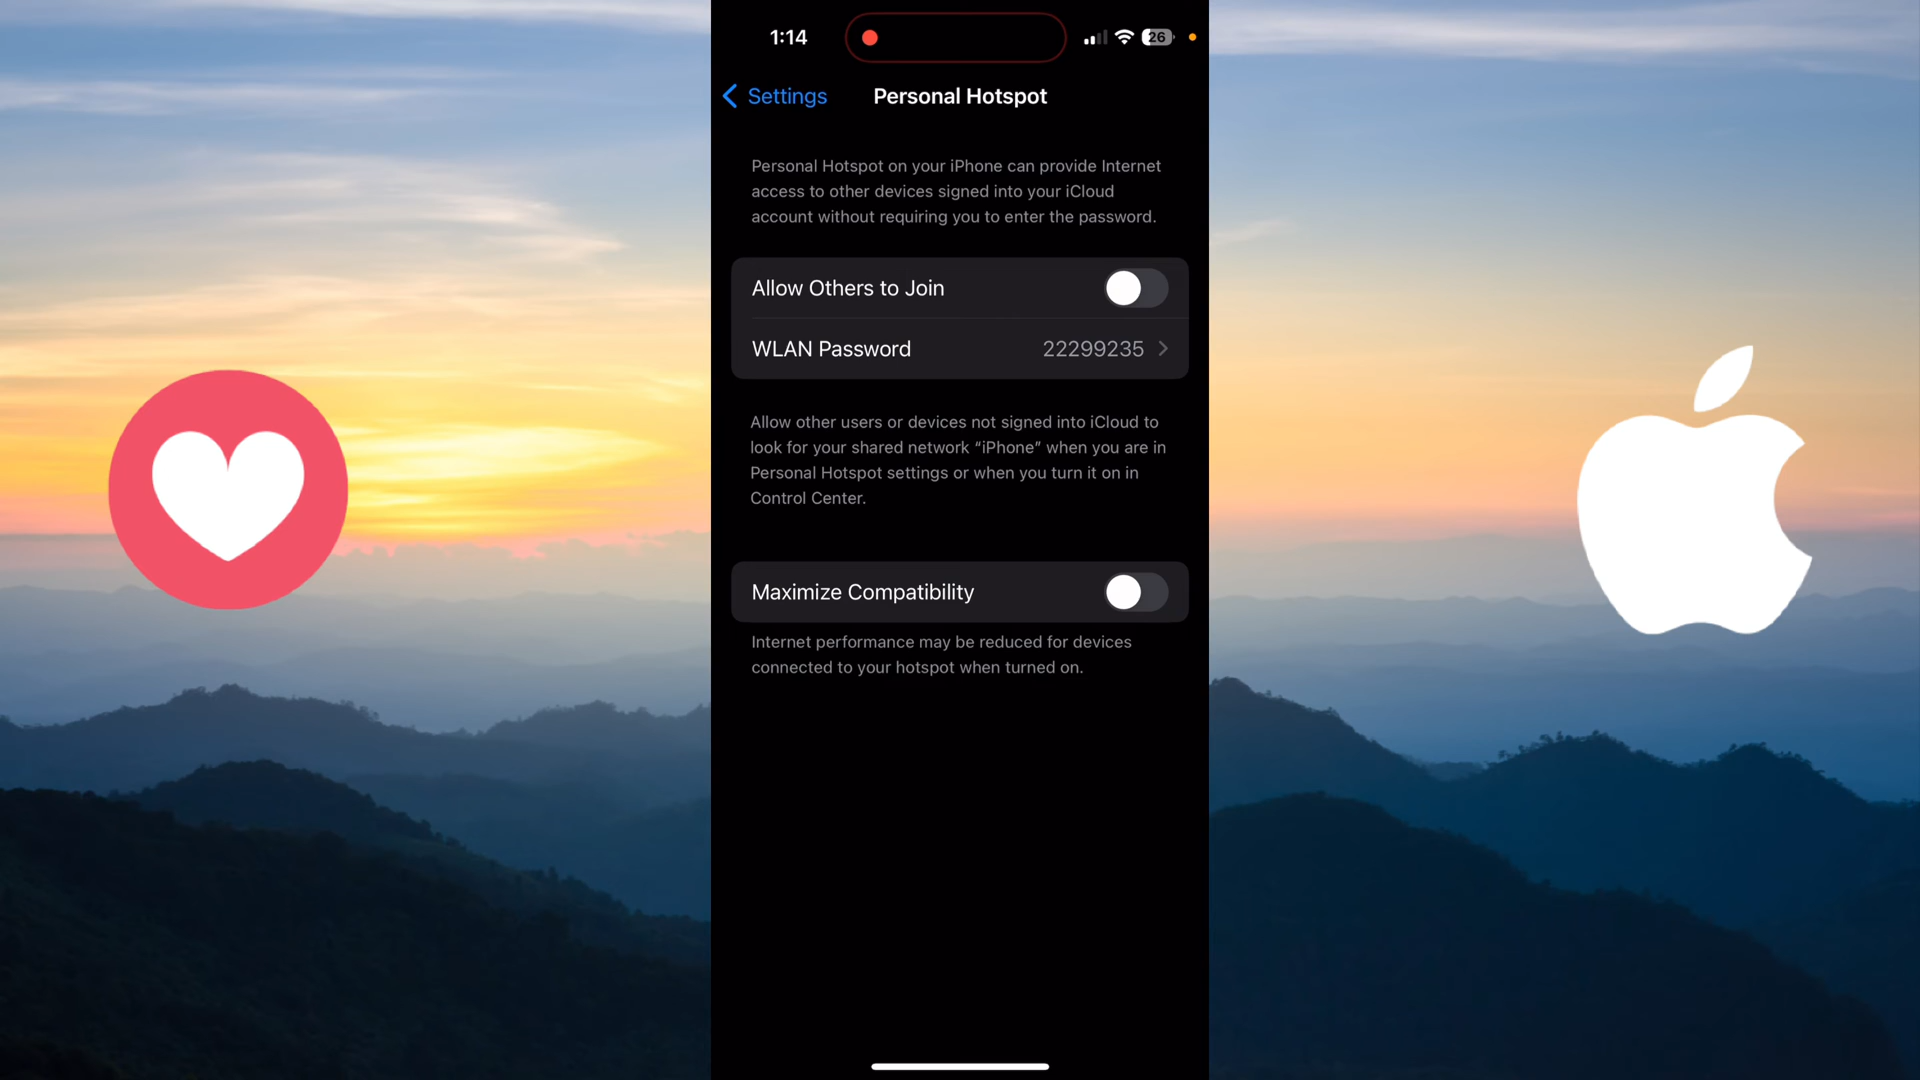 1:14
26
Settings
Personal Hotspot
Personal Hotspot on your iPhone can provide Internet
access to other devices signed into your iCloud
account without requiring you to enter the password.
Allow Others to Join
WLAN Password 22299235
Allow other users or devices not signed into iCloud to
look for your shared network “iPhone” when you are in
Personal Hotspot settings or when you turn it on in
Control Center.
Maximize Compatibility
Internet performance may be reduced for devices
connected to your hotspot when turned on.